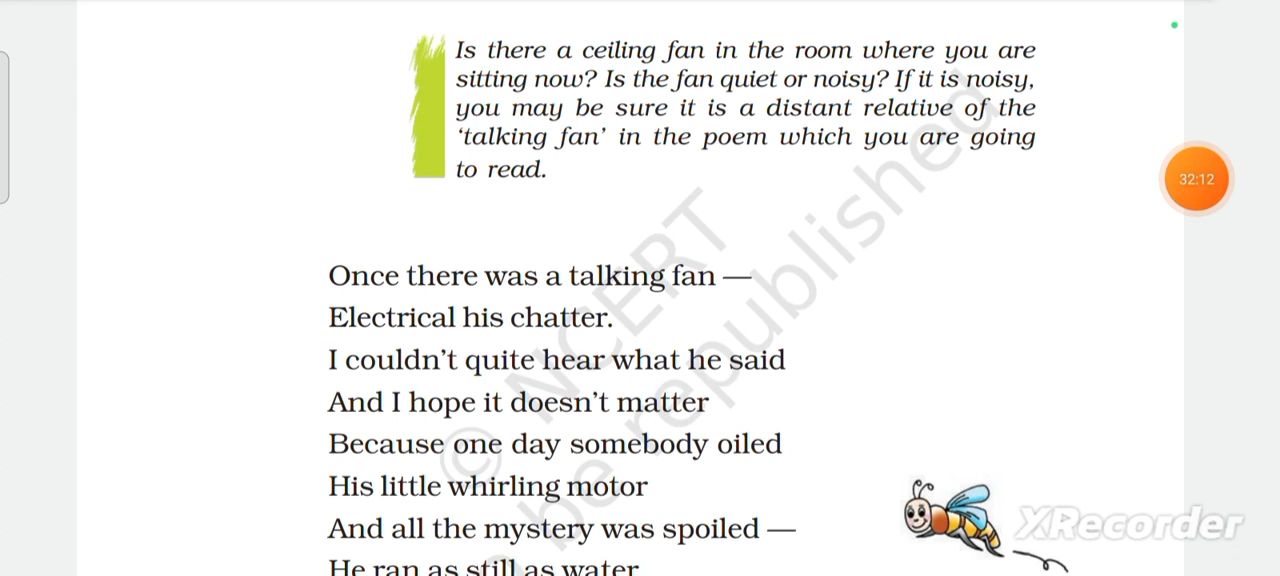 Is there a ceiling fan in the room where you are
sitting now? Is the fan quiet or noisy? If it is noisy,
you may be sure it is a distant relative of the
‘talking fan’ in the poem which you are going
to read.
32:12
Once there was a talking fan —
Electrical his chatter.
I couldn’t quite hear what he said
And I hope it doesn’t matter
Because one day somebody oiled
His little whirling motor
And all the mystery was spoiled —
He ran as still as water
© NCERT
be republished
XRecorder